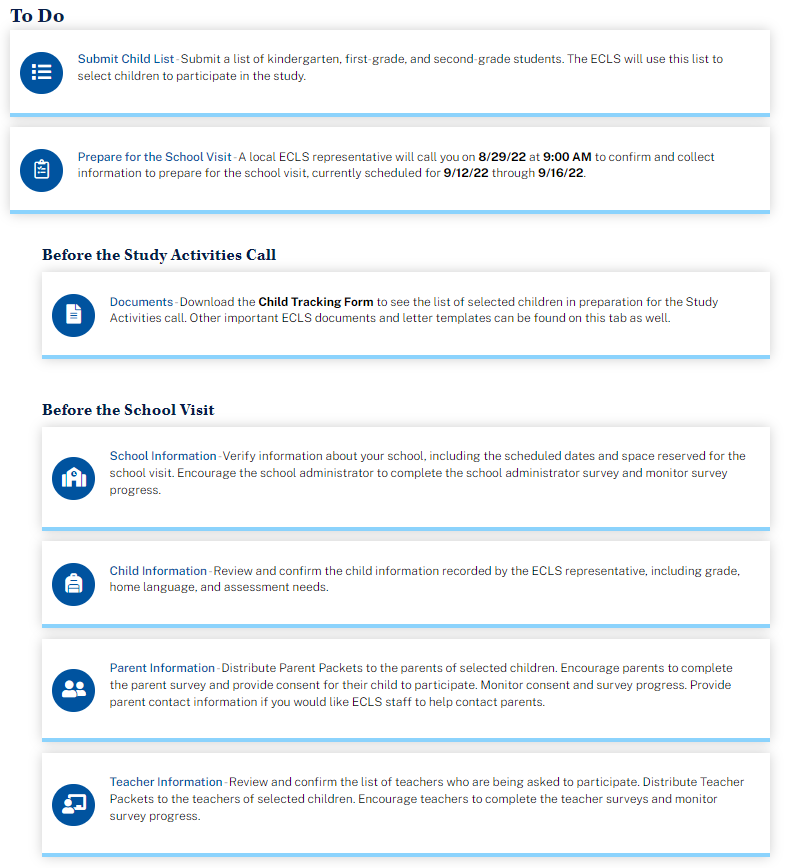 To Do
Submit Child List - Submit a list of kindergarten, first-grade, and second-grade students. The ECLS will use this list to
select children to participate in the study.
Prepare for the School Visit - A local ECLS representative will call you on 8/29/22 at 9:00 AM to confirm and collect
information to prepare for the school visit, currently scheduled for 9/12/22 through 9/16/22.
Before the Study Activities Call
Documents - Download the Child Tracking Form to see the list of selected children in preparation for the Study
Activities call. Other important ECLS documents and letter templates can be found on this tab as well.
Before the School Visit
School Information - Verify information about your school, including the scheduled dates and space reserved for the
school visit. Encourage the school administrator to complete the school administrator survey and monitor survey
progress.
Child Information - Review and confirm the child information recorded by the ECLS representative, including grade,
home language, and assessment needs.
Parent Information - Distribute Parent Packets to the parents of selected children. Encourage parents to complete
the parent survey and provide consent for their child to participate. Monitor consent and survey progress. Provide
parent contact information if you would like ECLS staff to help contact parents.
Teacher Information - Review and confirm the list of teachers who are being asked to participate. Distribute Teacher
Packets to the teachers of selected children. Encourage teachers to complete the teacher surveys and monitor
survey progress.